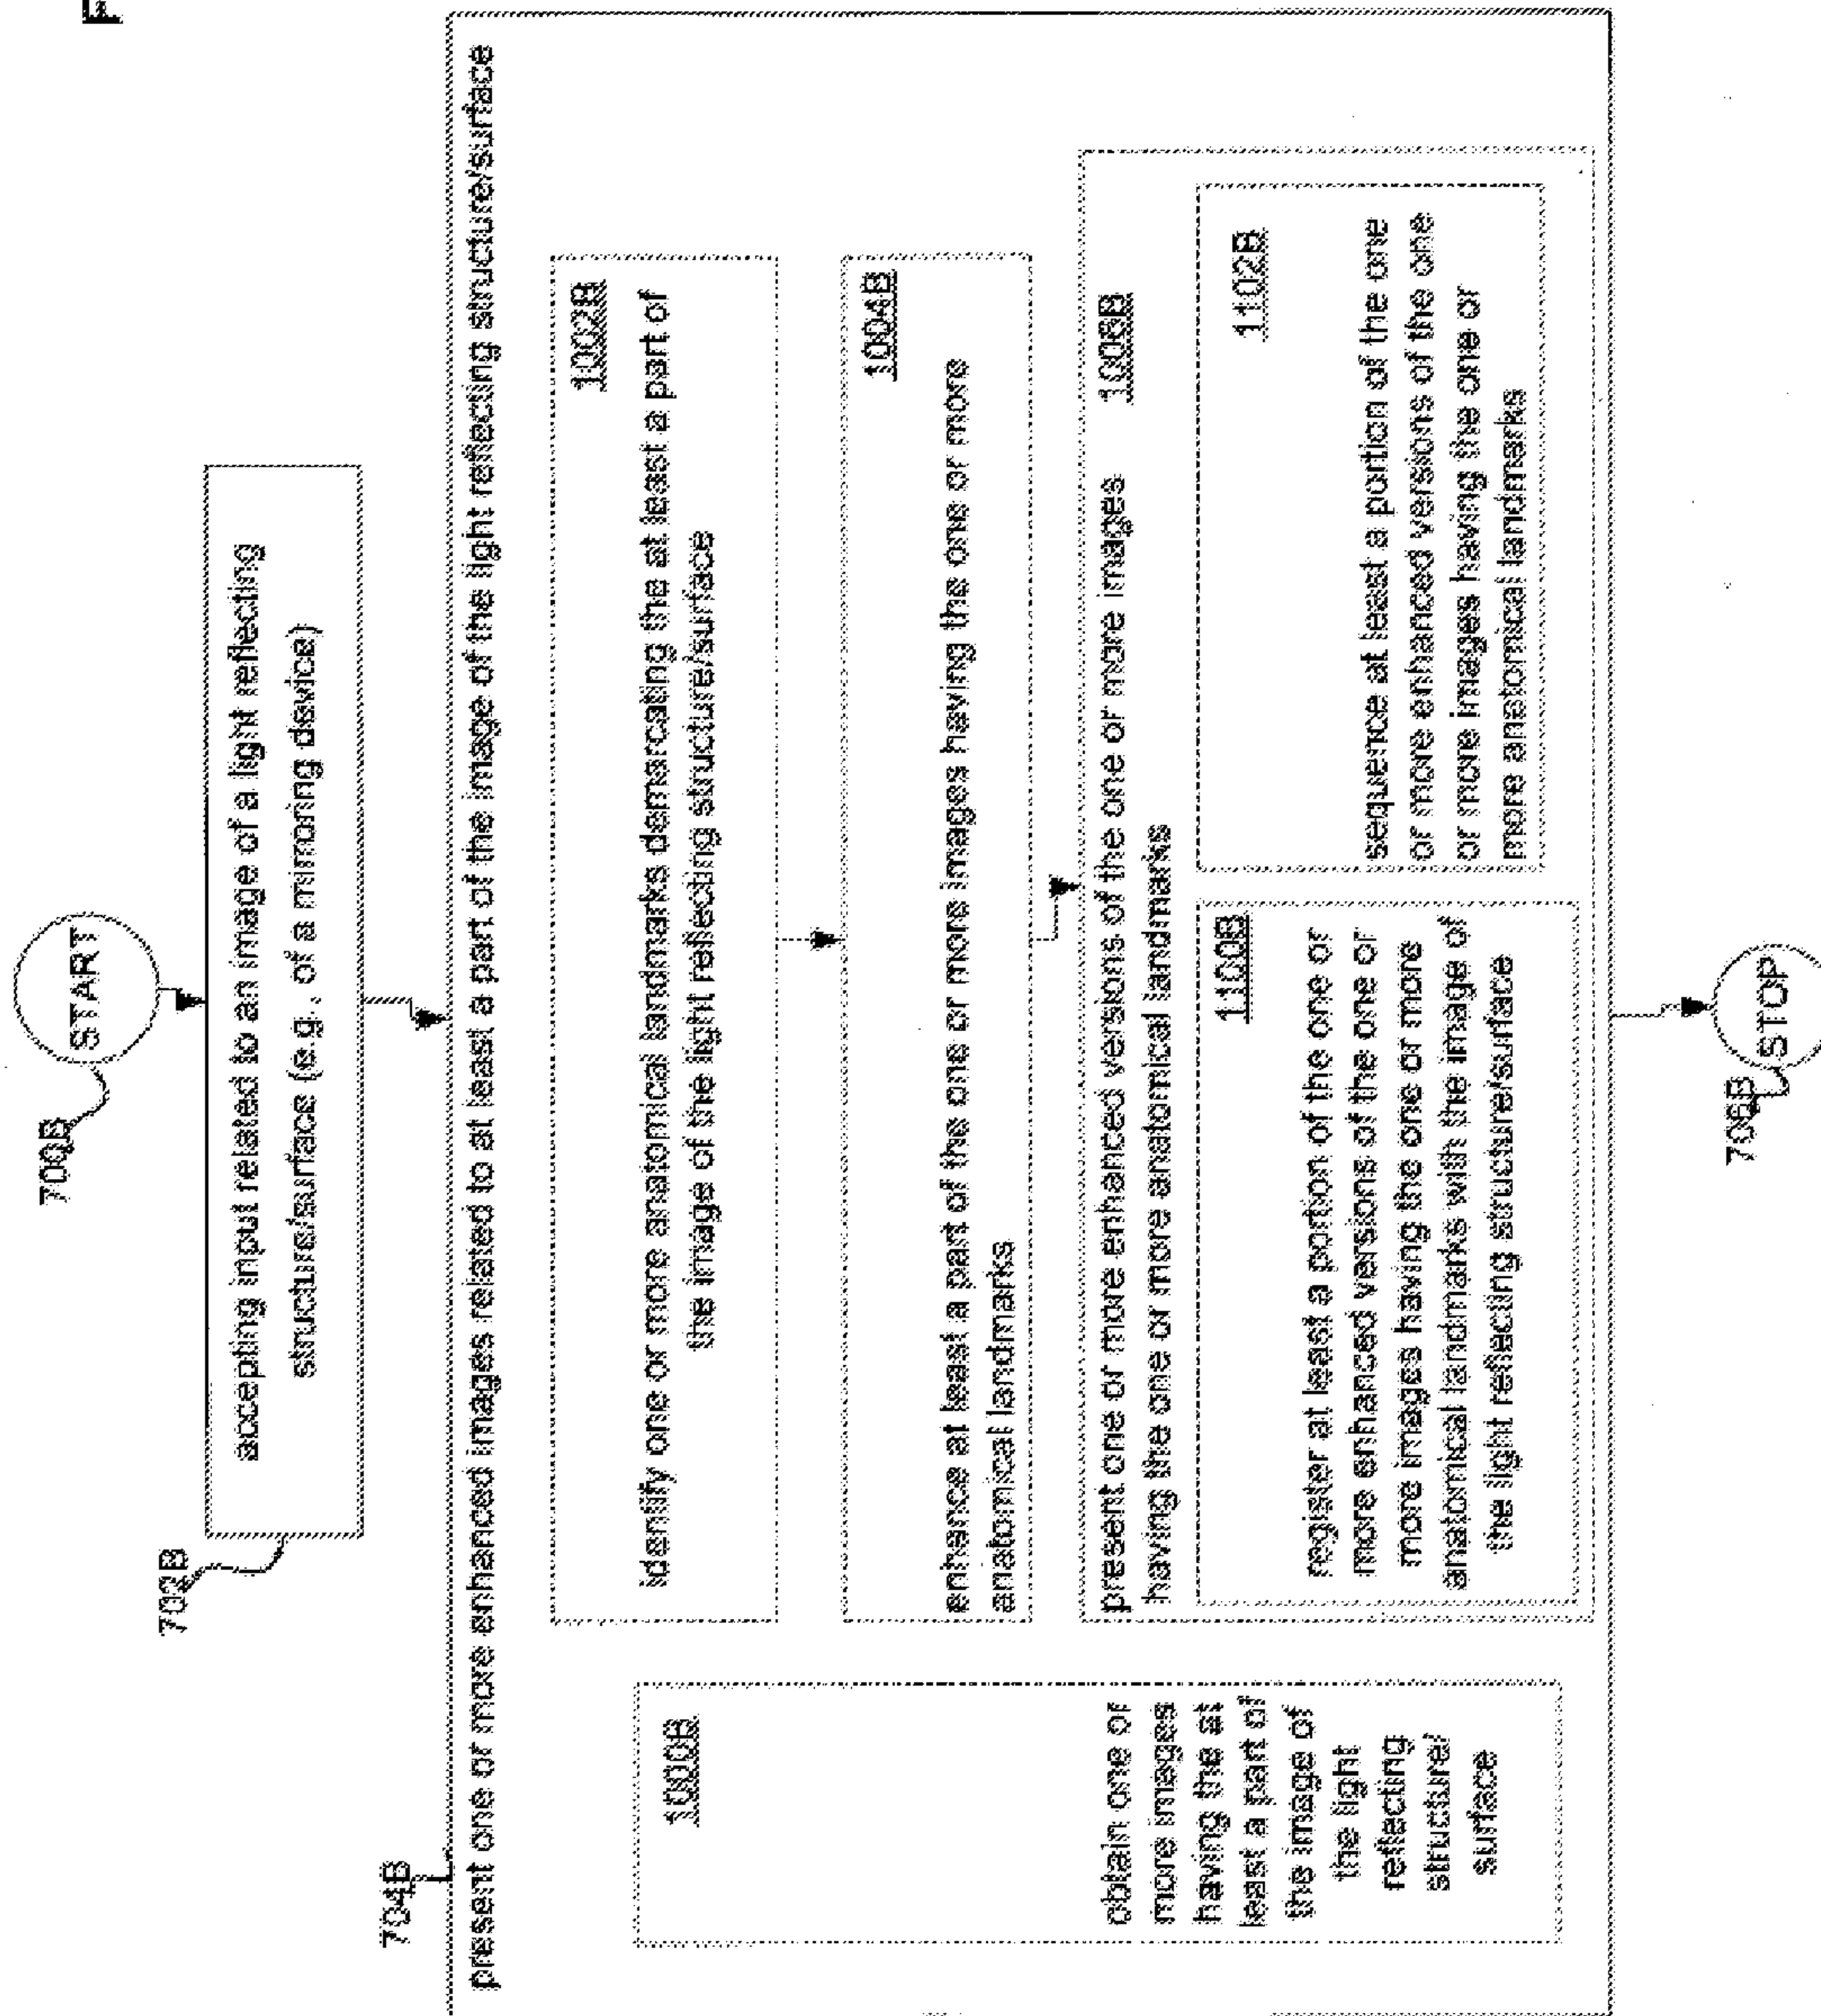 700B
START
702B
accepting input related to an image of a light reflecting
structure/surface (e.g., of a mirroring device)
704B
present one or more enhanced images related to at least a part of the image of the light reflecting structure/surface
1000B
obtain one or
more images
having the at
least a part of
the image of
the light
reflecting
structure/
surface
1002B
identify one or more anatomical landmarks demarcating the at least a part of
the image of the light reflecting structure/surface
1004B
enhance at least a part of the one or more images having the one or more
anatomical landmarks
present one or more enhanced versions of the one or more images
1006B
having the one or more anatomical landmarks
1100B
register at least a portion of the one or
more enhanced versions of the one or
more images having the one or more
anatomical landmarks with the image of
the light reflecting structure/surface
1102B
sequence at least a portion of the one
or more enhanced versions of the one
or more images having the one or
more anatomical landmarks
706B
STOP